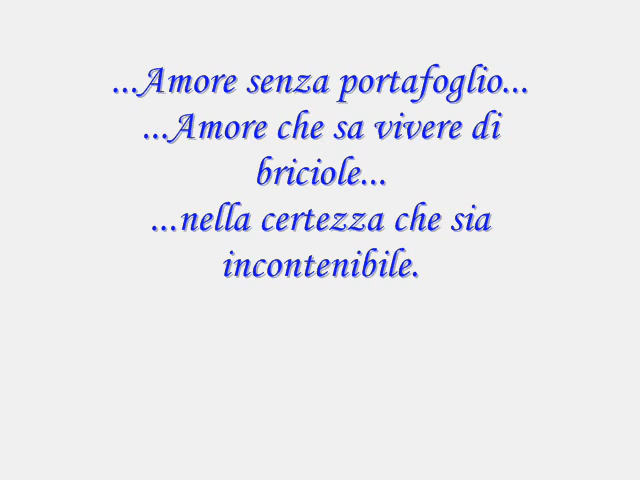 ...Amore senza portafoglio...
...Amore che sa vivere di
briciole...
...nella certezza che sia
incontenibile.